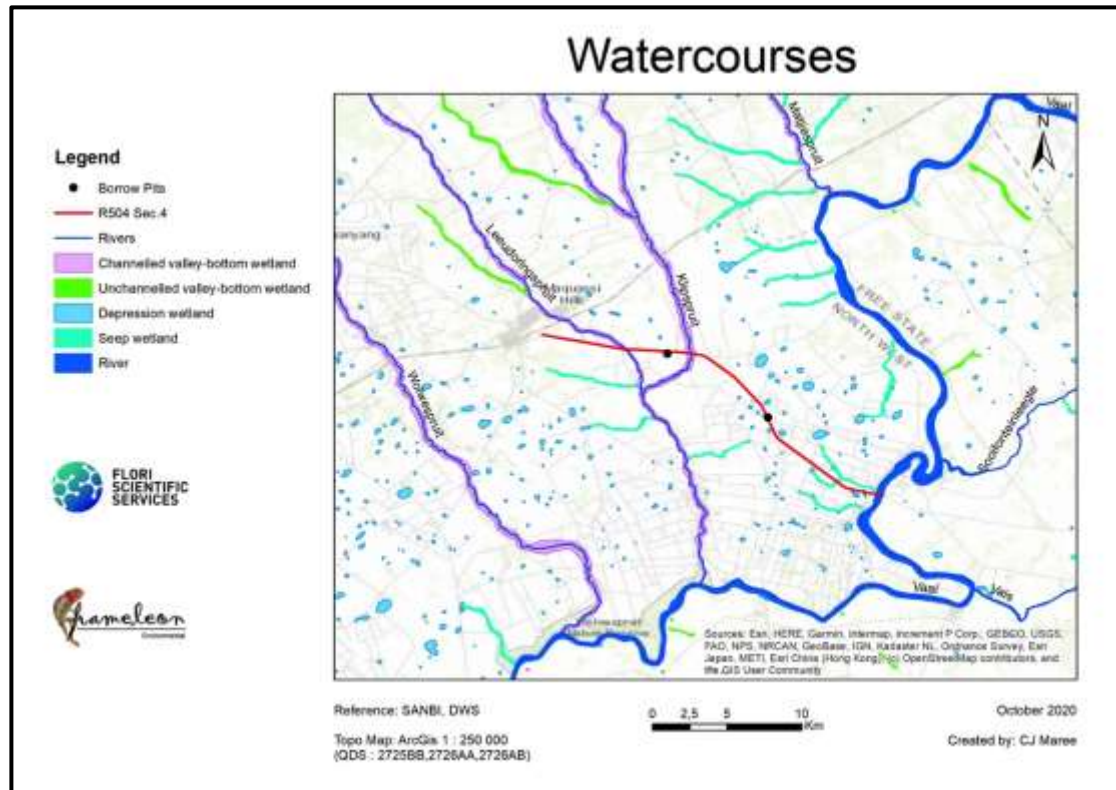 Watercourses
Legend
Borrow Pits
R504 Sec.4
Rivers
Channelled valley-bottom wetland
Unchannelled valley-bottom wetland
Depression wetland
Seep wetland
River
FLORI
SCIENTIFIC
SERVICES
hameleon
Environmental
Vaal
N
Magiespruit
Leeudoringspruit
Klipspruit
FREE STATE
NORTH WEST
Wolwespruit
Vaal
Vals
Sources: Esri, HERE, Garmin, Intermap, increment P Corp., GEBCO, USGS,
FAO, NPS, NRCAN, GeoBase, IGN, Kadaster NL, Ordnance Survey, Esri
Japan, METI, Esri China (Hong Kong), (c) OpenStreetMap contributors, and
the GIS User Community
Reference: SANBI, DWS
Topo Map: ArcGis 1 : 250 000
(QDS : 2725BB,2726AA,2726AB)
0 2,5 5 10
Km
October 2020
Created by: CJ Maree